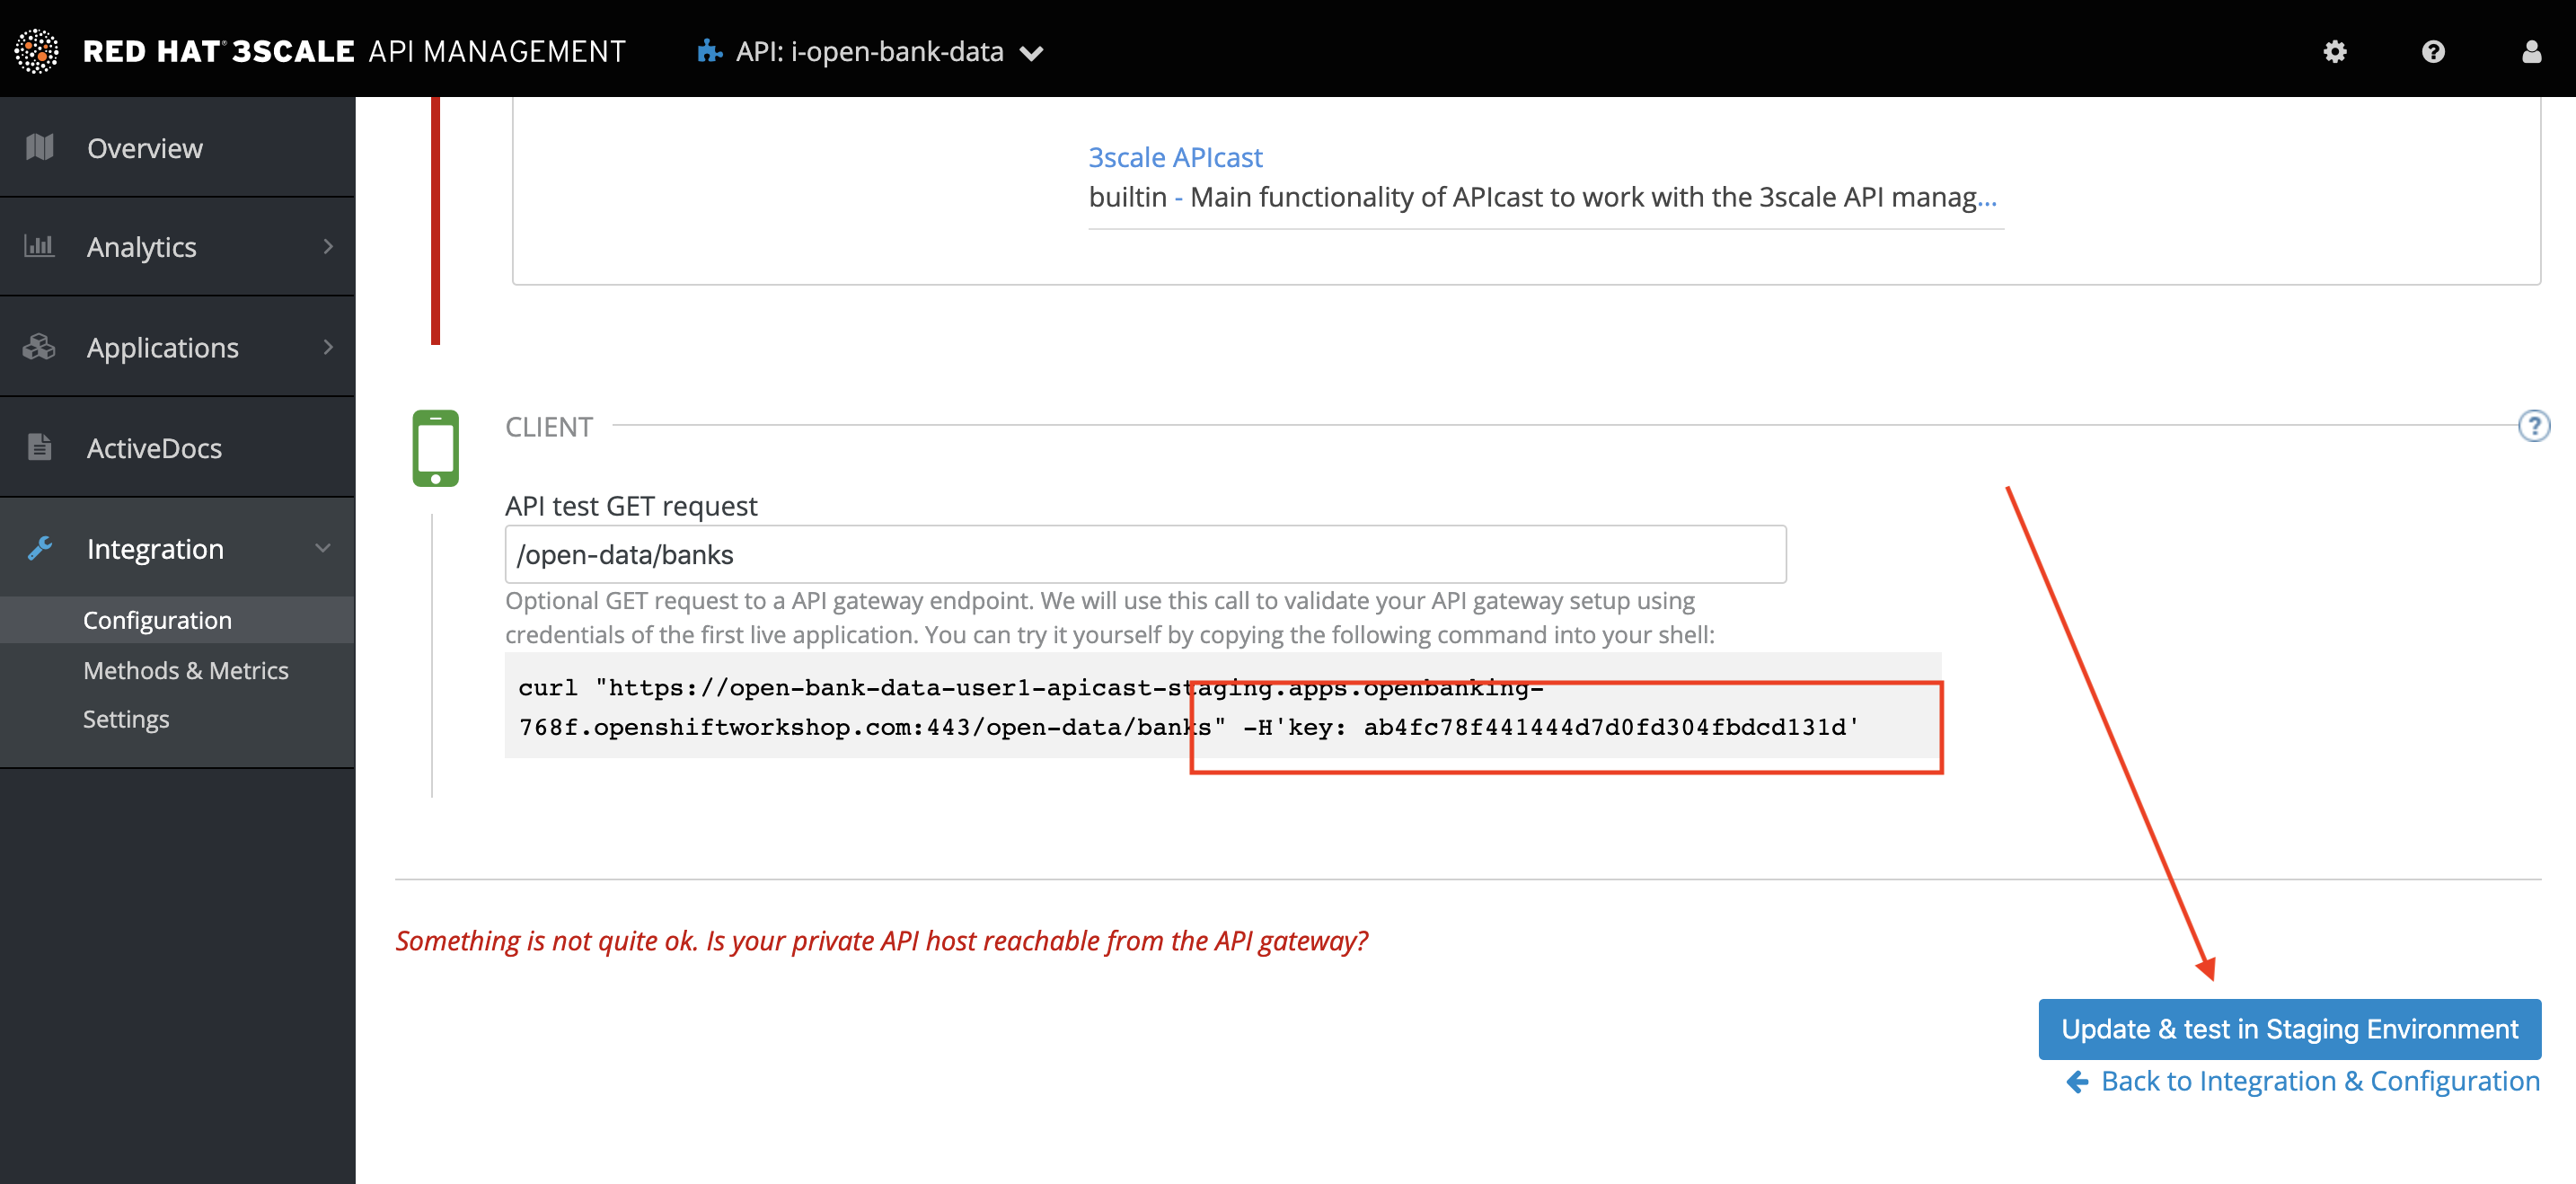 RED HAT® 3SCALE API MANAGEMENT
API: i-open-bank-data
Overview
Analytics
Applications
ActiveDocs
Integration
Configuration
Methods & Metrics
Settings
3scale APIcast
builtin - Main functionality of APIcast to work with the 3scale API manag...
CLIENT
?
API test GET request
/open-data/banks
Optional GET request to a API gateway endpoint. We will use this call to validate your API gateway setup using
credentials of the first live application. You can try it yourself by copying the following command into your shell:
curl "https://open-bank-data-user1-apicast-staging.apps.openbanking-
768f.openshiftworkshop.com:443/open-data/banks" -H'key: ab4fc78f441444d7d0fd304fbdcd131d'
Something is not quite ok. Is your private API host reachable from the API gateway?
Update & test in Staging Environment
Back to Integration & Configuration